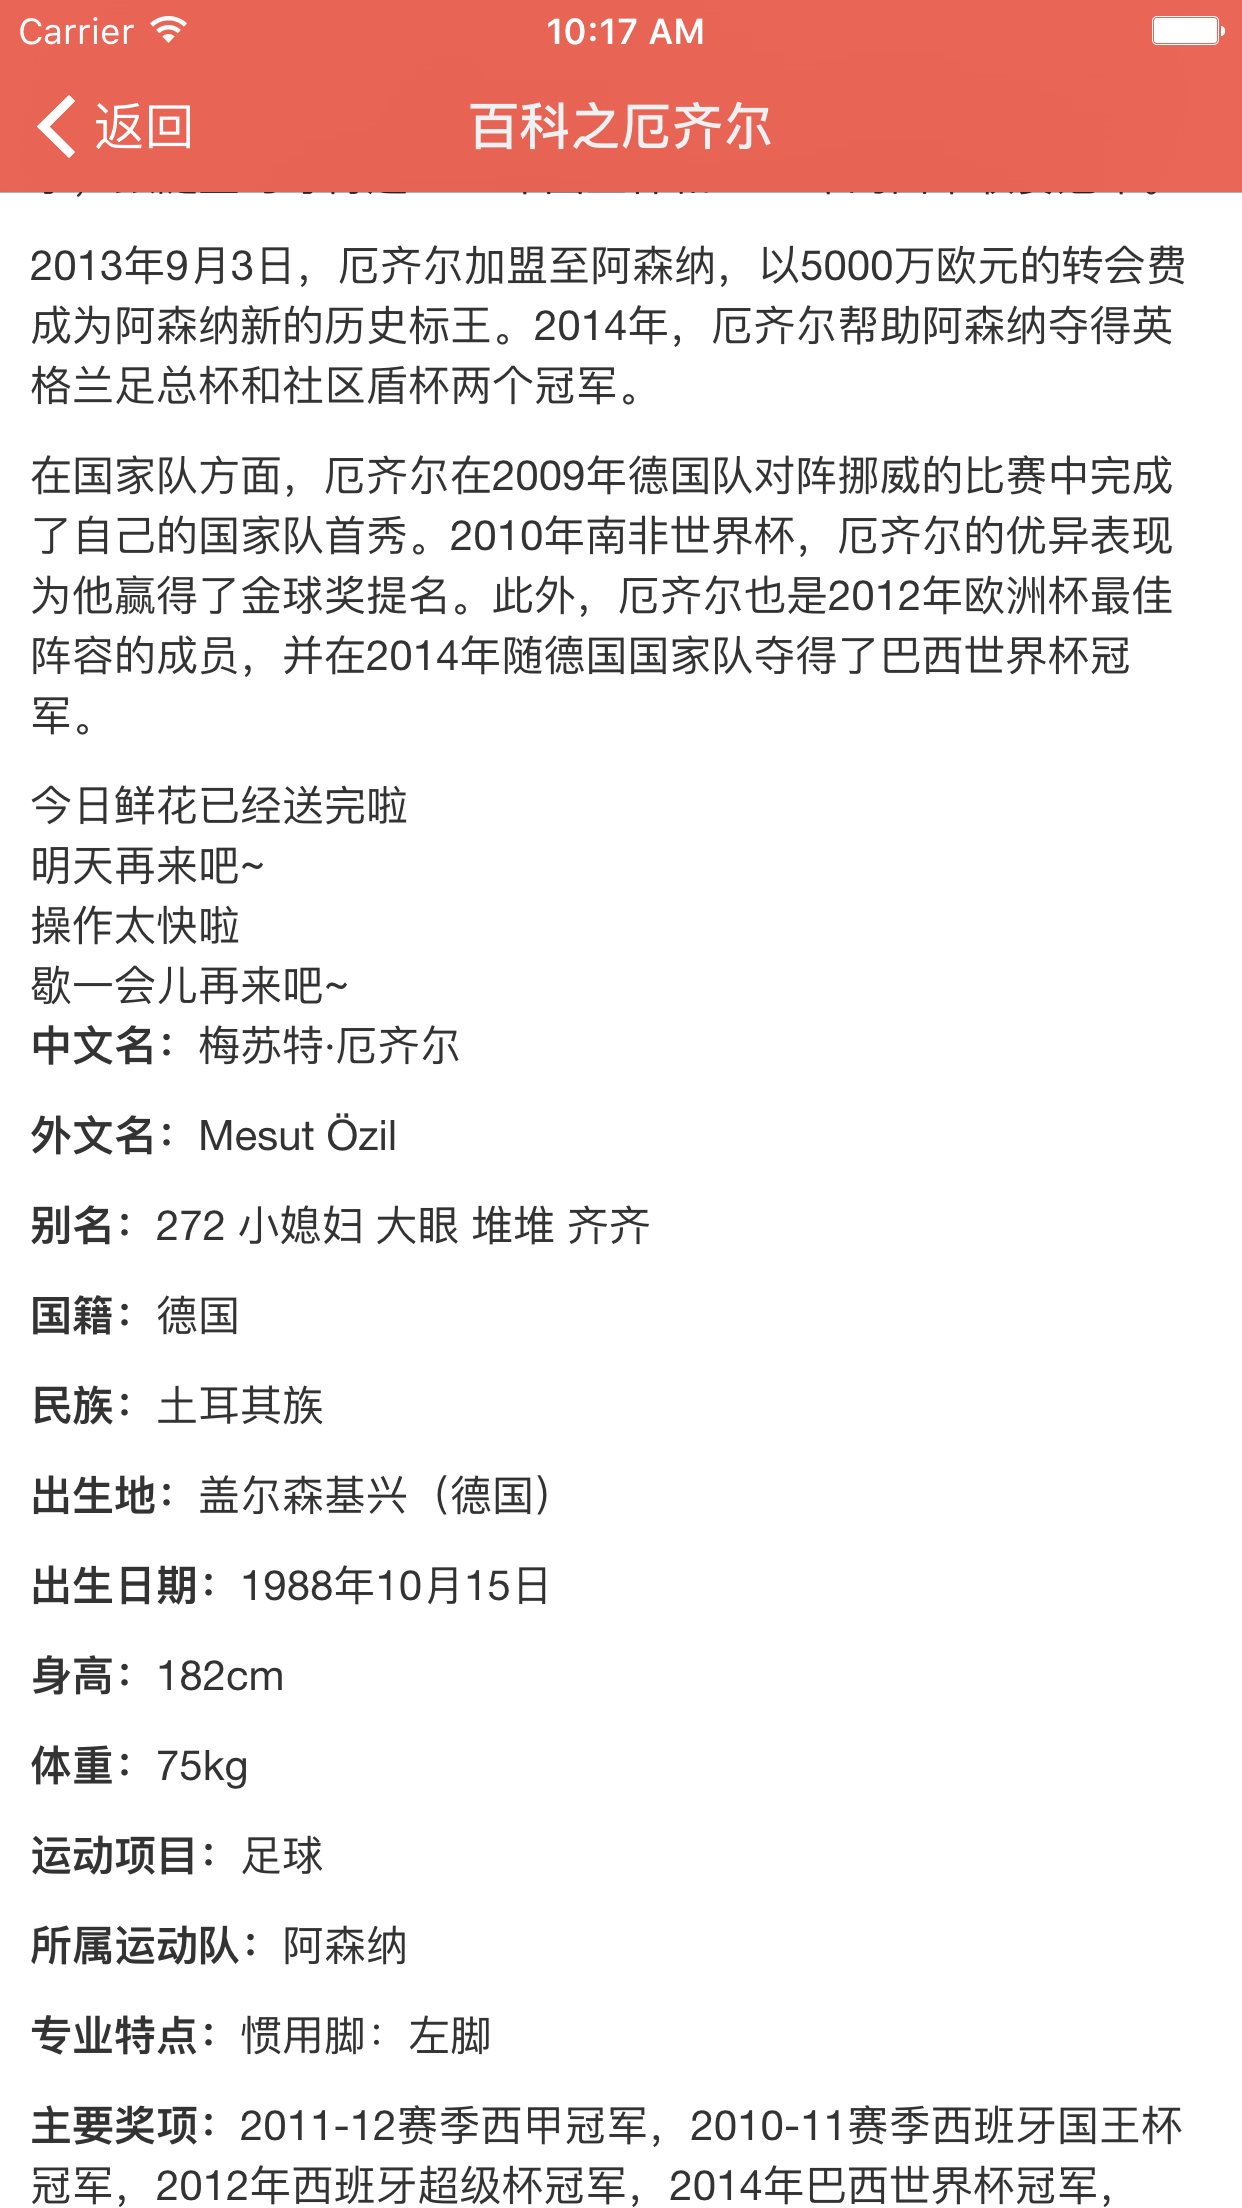 Carrier 10:17 AM
返回 百科之厄齐尔
2013年9月3日，厄齐尔加盟至阿森纳，以5000万欧元的转会费
成为阿森纳新的历史标王。2014年，厄齐尔帮助阿森纳夺得英
格兰足总杯和社区盾杯两个冠军。
在国家队方面，厄齐尔在2009年德国队对阵挪威的比赛中完成
了自己的国家队首秀。2010年南非世界杯，厄齐尔的优异表现
为他赢得了金球奖提名。此外，厄齐尔也是2012年欧洲杯最佳
阵容的成员，并在2014年随德国国家队夺得了巴西世界杯冠
军。
今日鲜花已经送完啦
明天再来吧~
操作太快啦
歇一会儿再来吧~
中文名：梅苏特·厄齐尔
外文名：Mesut Özil
别名：272 小媳妇 大眼 堆堆 齐齐
国籍：德国
民族：土耳其族
出生地：盖尔森基兴（德国）
出生日期：1988年10月15日
身高：182cm
体重：75kg
运动项目：足球
所属运动队：阿森纳
专业特点：惯用脚：左脚
主要奖项：2011-12赛季西甲冠军，2010-11赛季西班牙国王杯
冠军，2012年西班牙超级杯冠军，2014年巴西世界杯冠军，